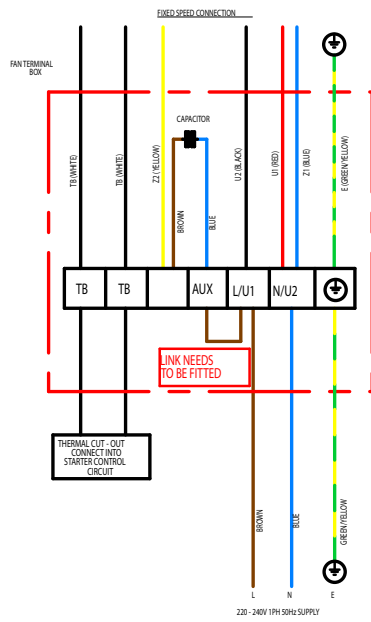 FIXED SPEED CONNECTION
FAN TERMINAL
BOX
CAPACITOR
TB (WHITE)
TB (WHITE)
Z2 (YELLOW)
BROWN
BLUE
U2 (BLACK)
U1 (RED)
Z1 (BLUE)
E (GREEN/YELLOW)
TB
TB
AUX
L/U1
N/U2
LINK NEEDS
TO BE FITTED
THERMAL CUT - OUT
CONNECT INTO
STARTER CONTROL
CIRCUIT
BROWN
BLUE
GREEN/YELLOW
L
N
E
220 - 240V 1PH 50Hz SUPPLY